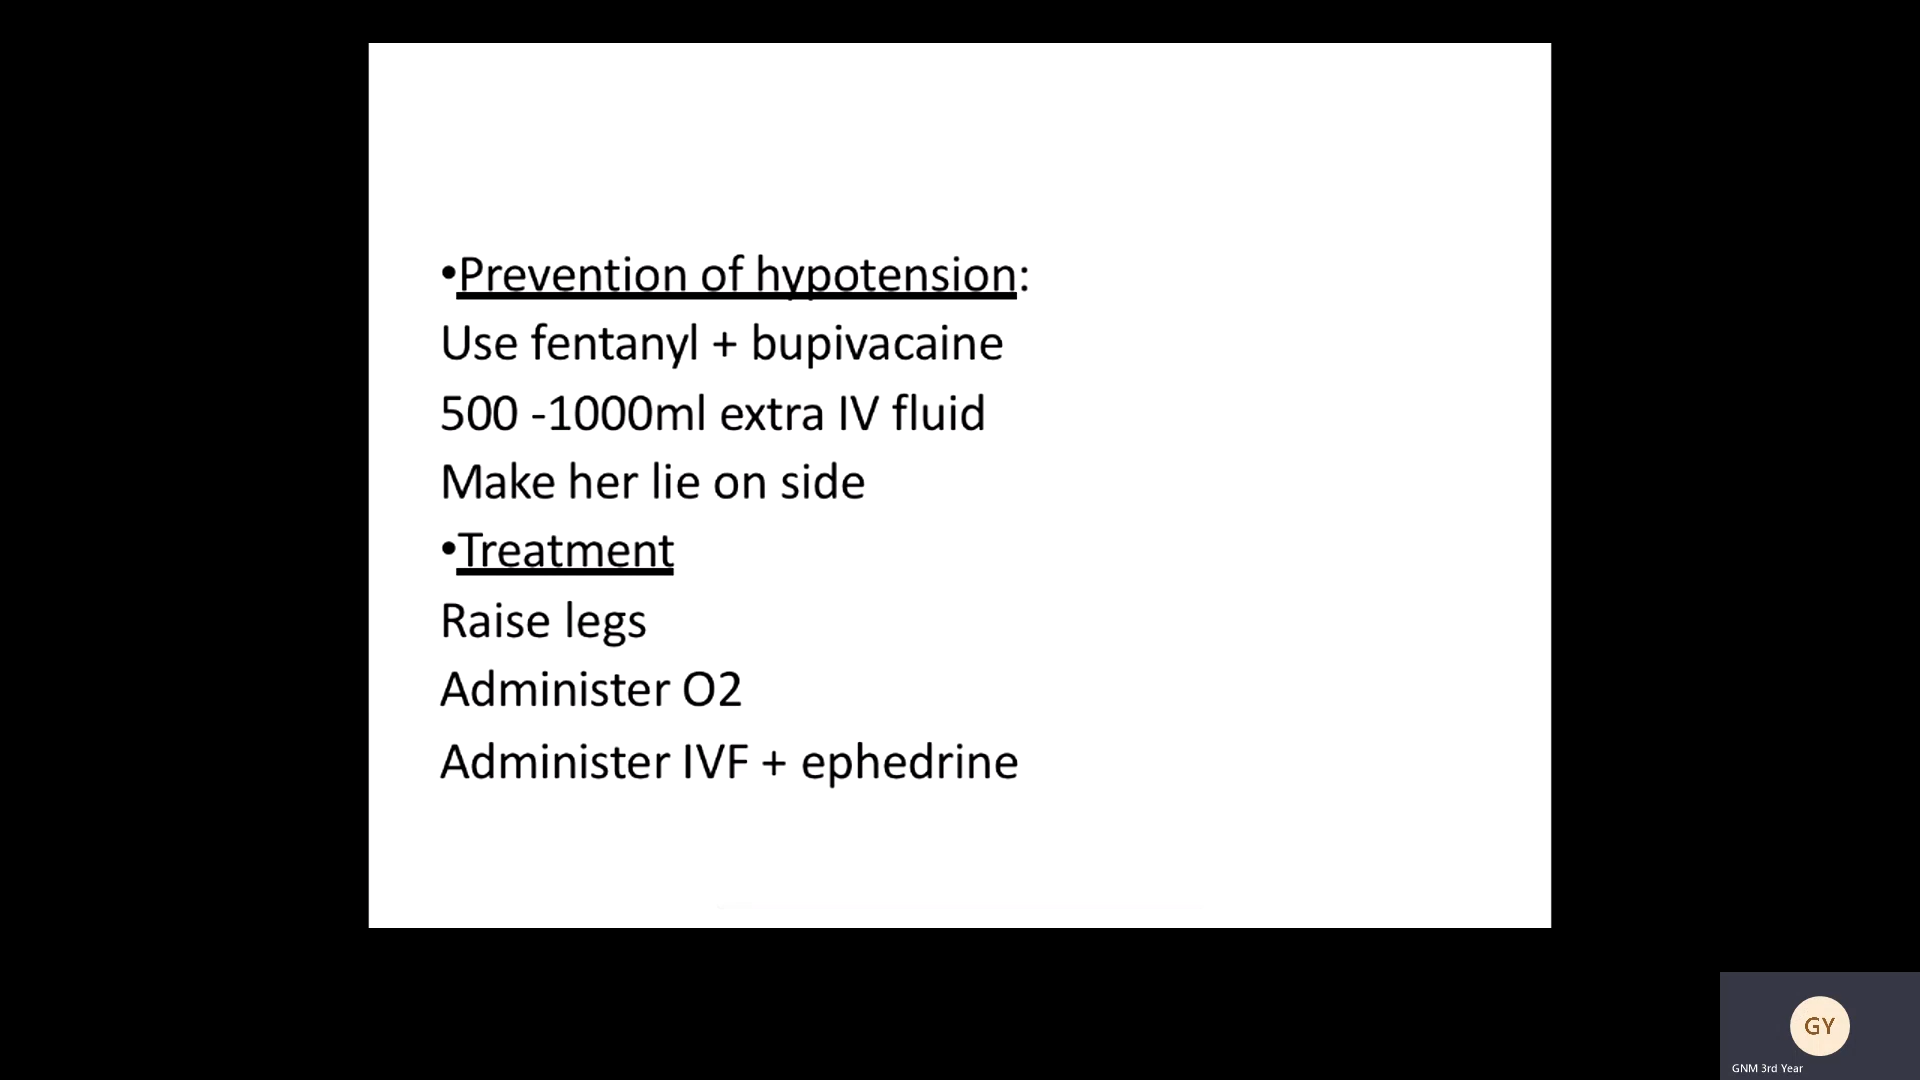 •Prevention of hypotension:
Use fentanyl + bupivacaine
500 -1000ml extra IV fluid
Make her lie on side
•Treatment
Raise legs
Administer O2
Administer IVF + ephedrine
GY
GNM 3rd Year